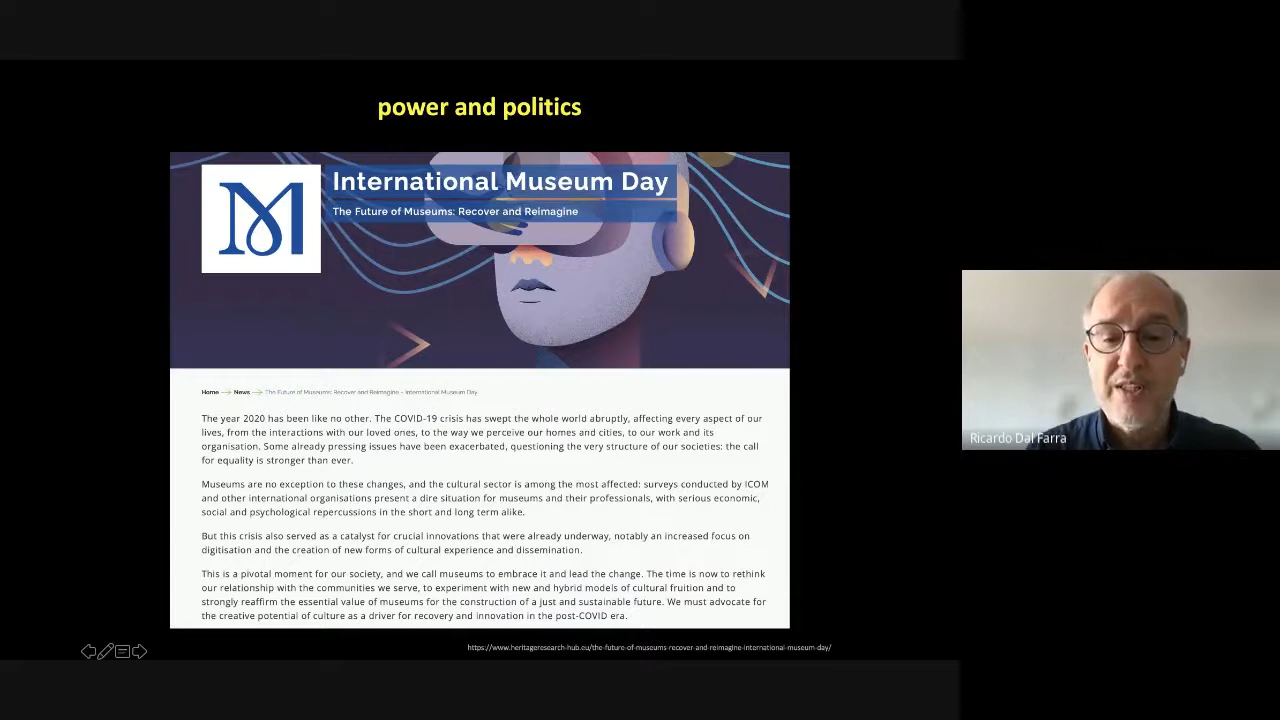 power and politics
M
International Museum Day
The Future of Museums: Recover and Reimagine
Home → News → The Future of Museums: Recover and Reimagine – International Museum Day
The year 2020 has been like no other. The COVID-19 crisis has swept the whole world abruptly, affecting every aspect of our
lives, from the interactions with our loved ones, to the way we perceive our homes and cities, to our work and its
organisation. Some already pressing issues have been exacerbated, questioning the very structure of our societies: the call
for equality is stronger than ever.
Museums are no exception to these changes, and the cultural sector is among the most affected: surveys conducted by ICOM
and other international organisations present a dire situation for museums and their professionals, with serious economic,
social and psychological repercussions in the short and long term alike.
But this crisis also served as a catalyst for crucial innovations that were already underway, notably an increased focus on
digitisation and the creation of new forms of cultural experience and dissemination.
This is a pivotal moment for our society, and we call museums to embrace it and lead the change. The time is now to rethink
our relationship with the communities we serve, to experiment with new and hybrid models of cultural fruition and to
strongly reaffirm the essential value of museums for the construction of a just and sustainable future. We must advocate for
the creative potential of culture as a driver for recovery and innovation in the post-COVID era.
https://www.heritageresearch-hub.eu/the-future-of-museums-recover-and-reimagine-international-museum-day/
Ricardo Dal Farra